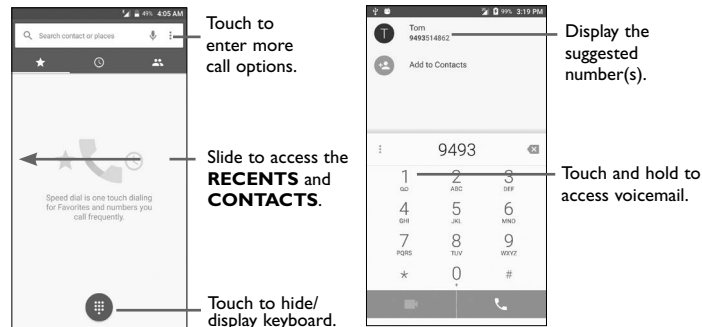 49% 4:05 AM
Search contact or places
Speed dial is one touch dialing
for Favorites and numbers you
call frequently.
Touch to
enter more
call options.
Slide to access the
RECENTS and
CONTACTS.
Touch to hide/
display keyboard.
99% 3:19 PM
T
Tom
9493514862
Add to Contacts
9493
1
2 ABC
3 DEF
4 GHI
5 JKL
6 MNO
7 PQRS
8 TUV
9 WXYZ
*
0 +
#
Display the
suggested
number(s).
Touch and hold to
access voicemail.